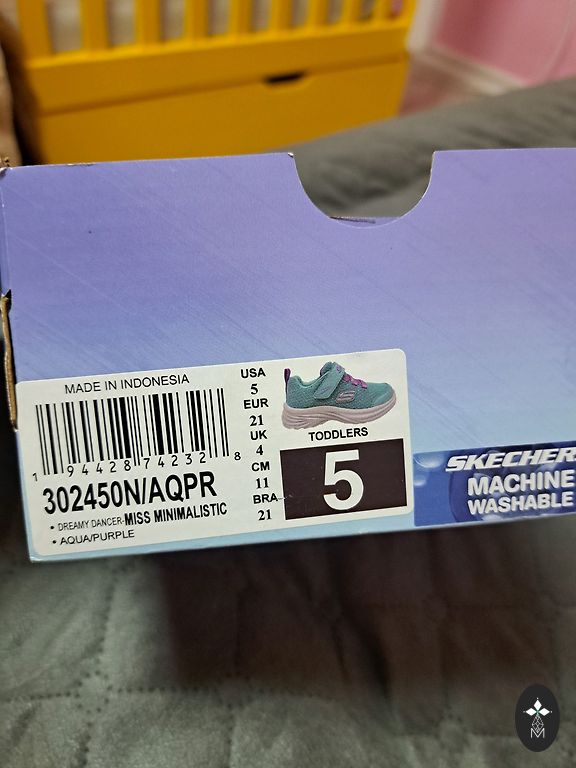 MADE IN INDONESIA
1 94428 74232 8
302450N/AQPR
• DREAMY DANCER-MISS MINIMALISTIC
• AQUA/PURPLE
USA
5
EUR
21
UK
4
CM
11
BRA
21
TODDLERS
5
SKECHER
MACHINE
WASHABLE
M